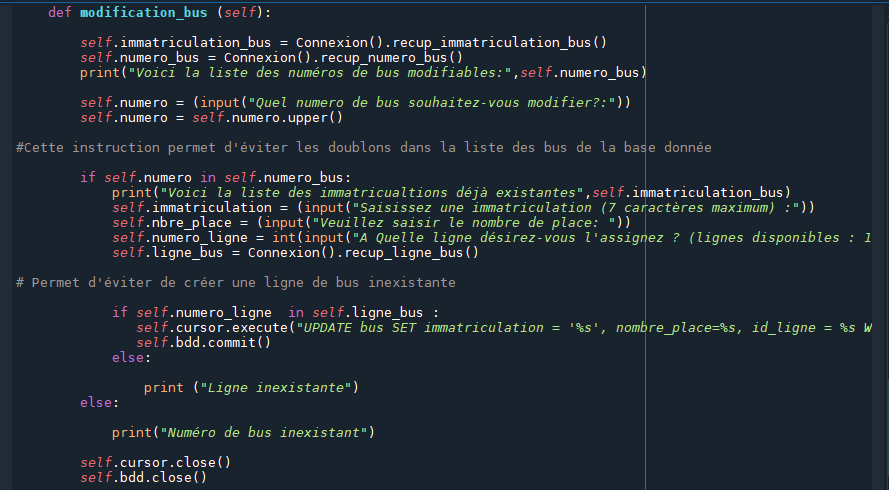 def modification_bus (self):
self.immatriculation_bus = Connexion().recup_immatriculation_bus()
self.numero_bus = Connexion().recup_numero_bus()
print("Voici la liste des numéros de bus modifiables:",self.numero_bus)
self.numero = (input("Quel numero de bus souhaitez-vous modifier?:"))
self.numero = self.numero.upper()
#Cette instruction permet d'éviter les doublons dans la liste des bus de la base donnée
if self.numero in self.numero_bus:
print("Voici la liste des immatricualtions déjà existantes",self.immatriculation_bus)
self.immatriculation = (input("Saisissez une immatriculation (7 caractères maximum) :"))
self.nbre_place = (input("Veuillez saisir le nombre de place: "))
self.numero_ligne = int(input("A Quelle ligne désirez-vous l'assignez ? (lignes disponibles : 1
self.ligne_bus = Connexion().recup_ligne_bus()
# Permet d'éviter de créer une ligne de bus inexistante
if self.numero_ligne  in self.ligne_bus :
self.cursor.execute("UPDATE bus SET immatriculation = '%s', nombre_place=%s, id_ligne = %s W
self.bdd.commit()
else:
print ("Ligne inexistante")
else:
print("Numéro de bus inexistant")
self.cursor.close()
self.bdd.close()